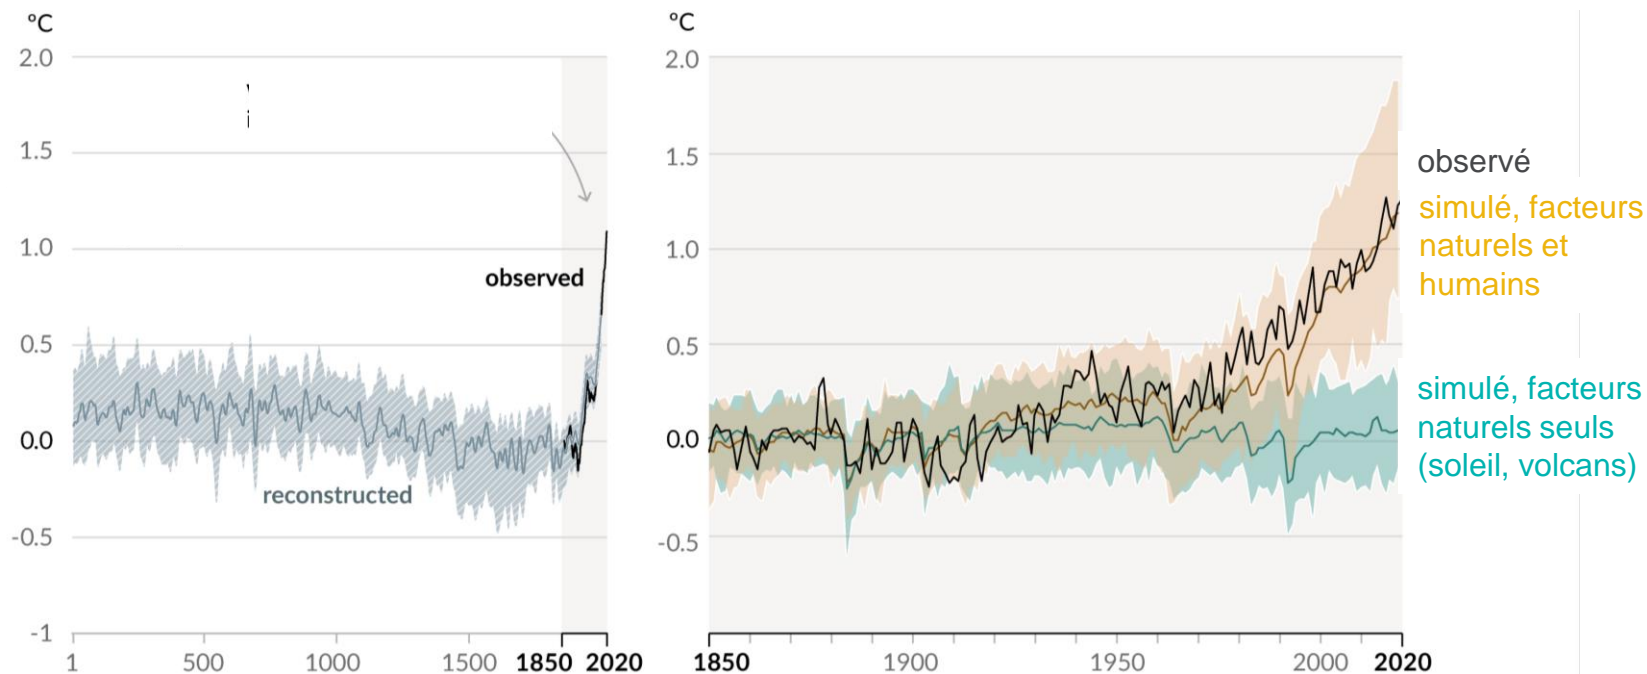 °C
2.0
1.5
1.0
0.5
0.0
-0.5
-1
observed
reconstructed
1 500 1000 1500 1850 2020
°C
2.0
1.5
1.0
0.5
0.0
-0.5
1850 1900 1950 2000 2020
observé
simulé, facteurs
naturels et
humains
simulé, facteurs
naturels seuls
(soleil, volcans)